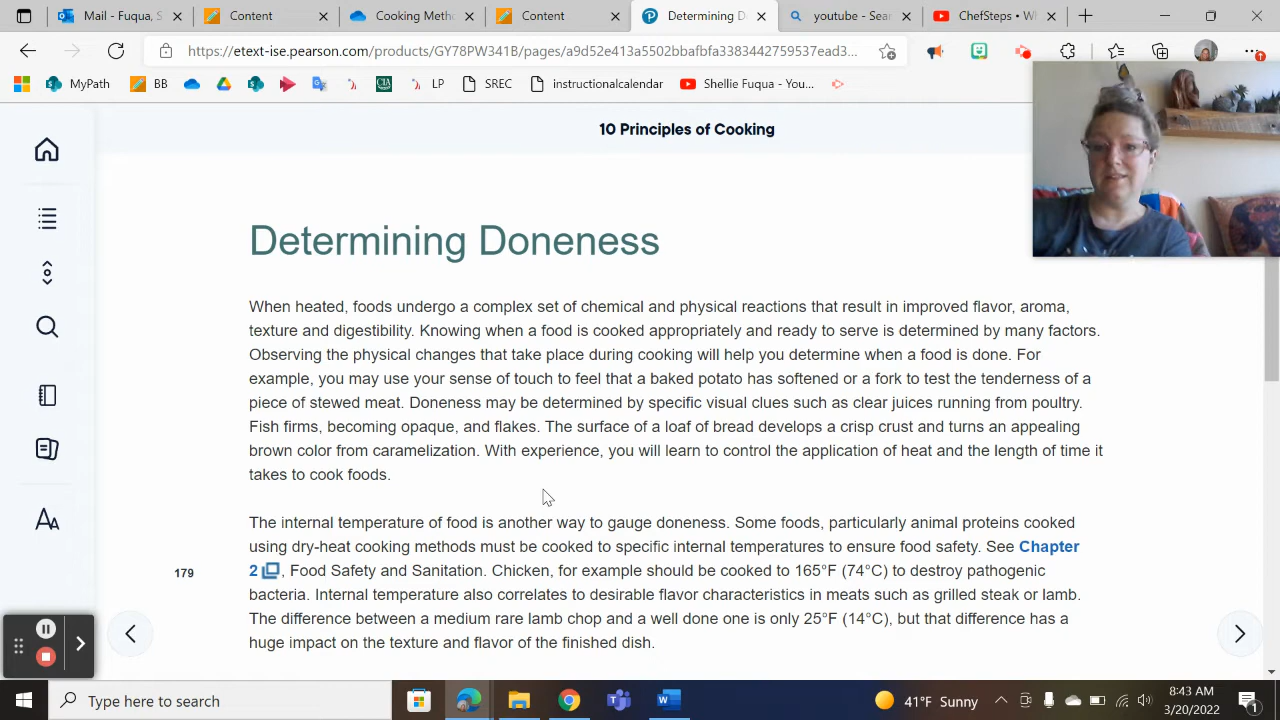 Mail - Fuqua, S
Content
Cooking Metho
Content
Determining D
youtube - Sear
ChefSteps • W
https://etext-ise.pearson.com/products/GY78PW341B/pages/a9d52e413a5502bbafbfa3383442759537ead3...
MyPath
BB
CIA
LP
SREC
instructionalcalendar
Shellie Fuqua - You...
10 Principles of Cooking
Determining Doneness
When heated, foods undergo a complex set of chemical and physical reactions that result in improved flavor, aroma,
texture and digestibility. Knowing when a food is cooked appropriately and ready to serve is determined by many factors.
Observing the physical changes that take place during cooking will help you determine when a food is done. For
example, you may use your sense of touch to feel that a baked potato has softened or a fork to test the tenderness of a
piece of stewed meat. Doneness may be determined by specific visual clues such as clear juices running from poultry.
Fish firms, becoming opaque, and flakes. The surface of a loaf of bread develops a crisp crust and turns an appealing
brown color from caramelization. With experience, you will learn to control the application of heat and the length of time it
takes to cook foods.
The internal temperature of food is another way to gauge doneness. Some foods, particularly animal proteins cooked
using dry-heat cooking methods must be cooked to specific internal temperatures to ensure food safety. See Chapter
179
2, Food Safety and Sanitation. Chicken, for example should be cooked to 165°F (74°C) to destroy pathogenic
bacteria. Internal temperature also correlates to desirable flavor characteristics in meats such as grilled steak or lamb.
The difference between a medium rare lamb chop and a well done one is only 25°F (14°C), but that difference has a
huge impact on the texture and flavor of the finished dish.
Type here to search
41°F Sunny
8:43 AM
3/20/2022
1